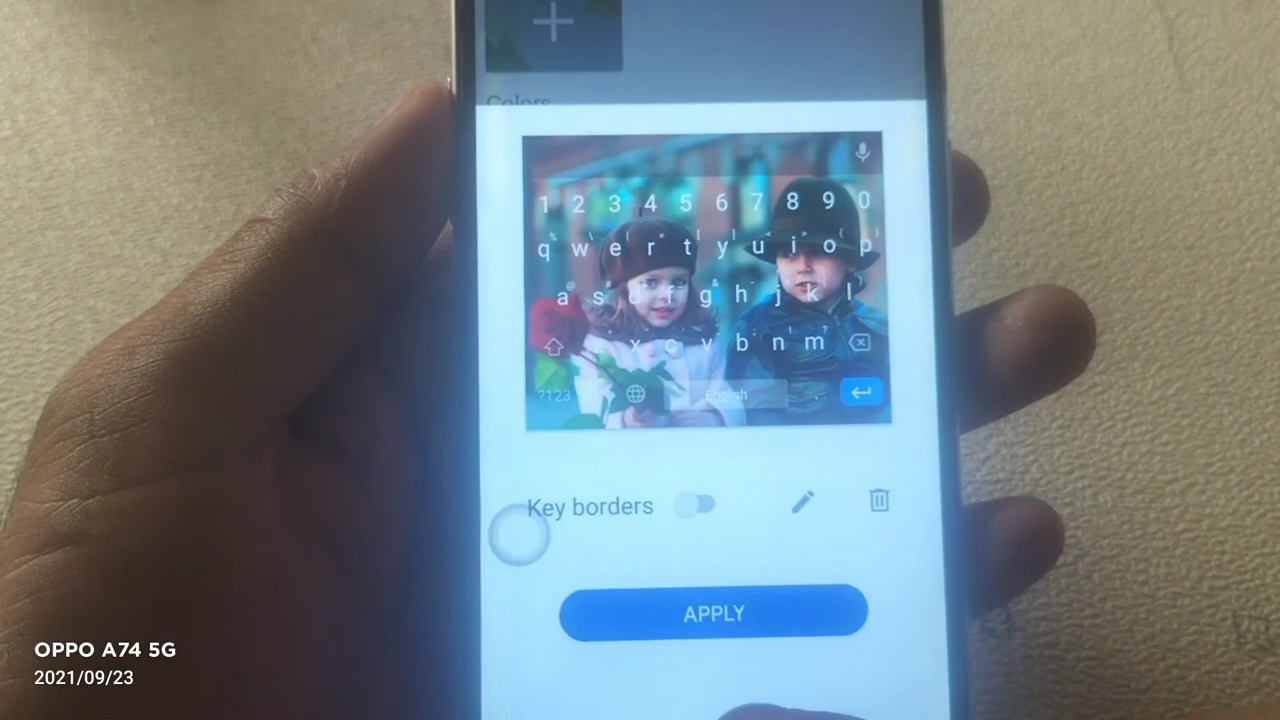 Colors
1 2 3 4 5 6 7 8 9 0
q w e r t y u i o p
a s d f g h j k l
x c v b n m
?123 English
Key borders
APPLY
OPPO A74 5G
2021/09/23